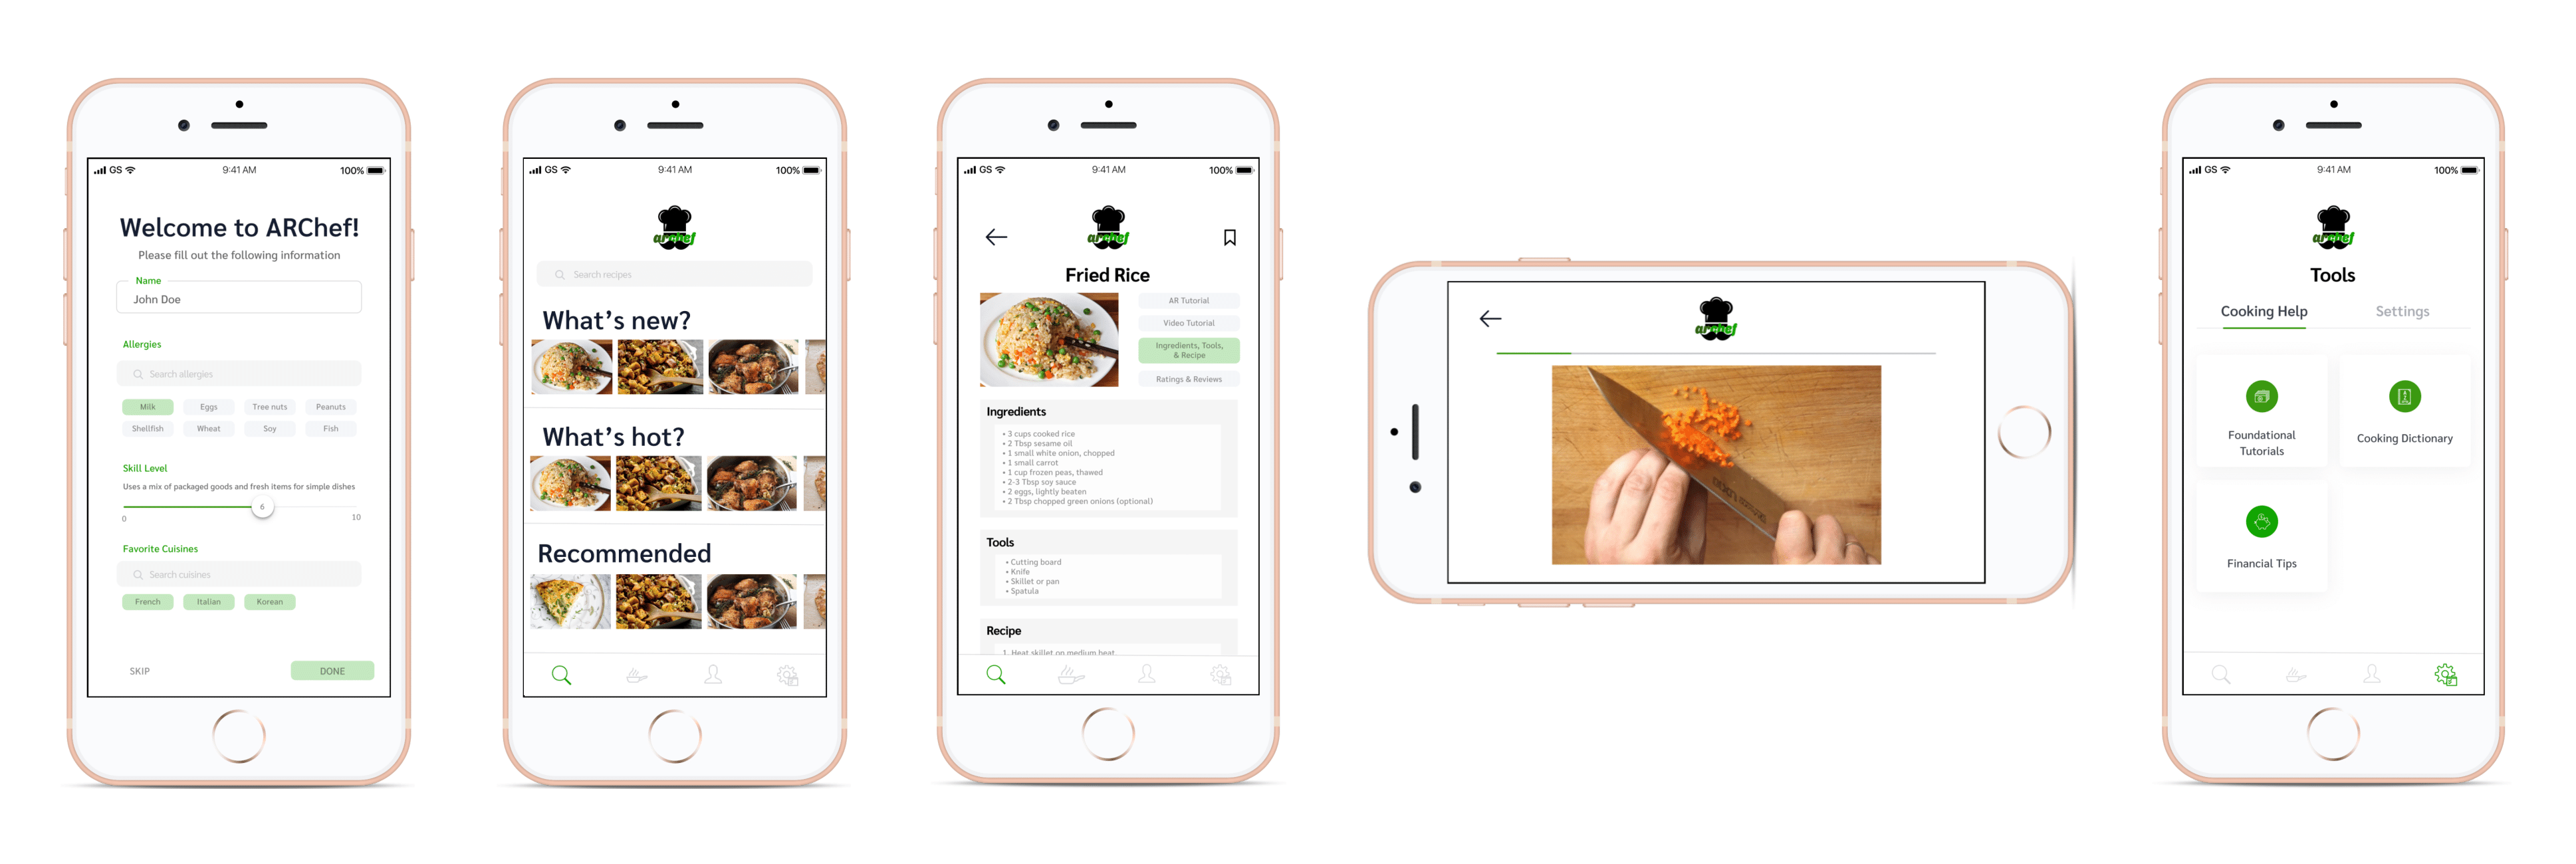 GS 9:41 AM 100%
Welcome to ARChef!
Please fill out the following information
Name
John Doe
Allergies
Search allergies
Milk Eggs Tree nuts Peanuts
Shellfish Wheat Soy Fish
Skill Level
Uses a mix of packaged goods and fresh items for simple dishes
6
0 10
Favorite Cuisines
Search cuisines
French Italian Korean
SKIP DONE
GS 9:41 AM 100%
archef
Search recipes
What's new?
What's hot?
Recommended
GS 9:41 AM 100%
archef
Fried Rice
AR Tutorial
Video Tutorial
Ingredients, Tools,
& Recipe
Ratings & Reviews
Ingredients
• 3 cups cooked rice
• 2 Tbsp sesame oil
• 1 small white onion, chopped
• 1 small carrot
• 1 cup frozen peas, thawed
• 2-3 Tbsp soy sauce
• 2 eggs, lightly beaten
• 2 Tbsp chopped green onions (optional)
Tools
• Cutting board
• Knife
• Skillet or pan
• Spatula
Recipe
1. Heat skillet on medium heat
archef
GS 9:41 AM 100%
archef
Tools
Cooking Help Settings
Foundational
Tutorials
Cooking Dictionary
Financial Tips